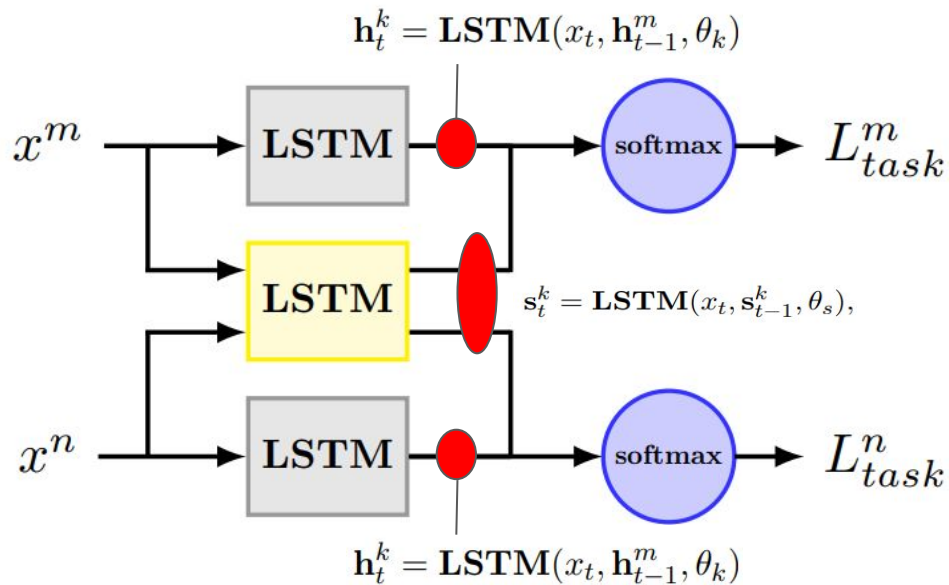 h_t^k = LSTM(x_t, h_{t-1}^m, θ_k)
x^m LSTM softmax L_{task}^m
LSTM s_t^k = LSTM(x_t, s_{t-1}^k, θ_s),
x^n LSTM softmax L_{task}^n
h_t^k = LSTM(x_t, h_{t-1}^m, θ_k)